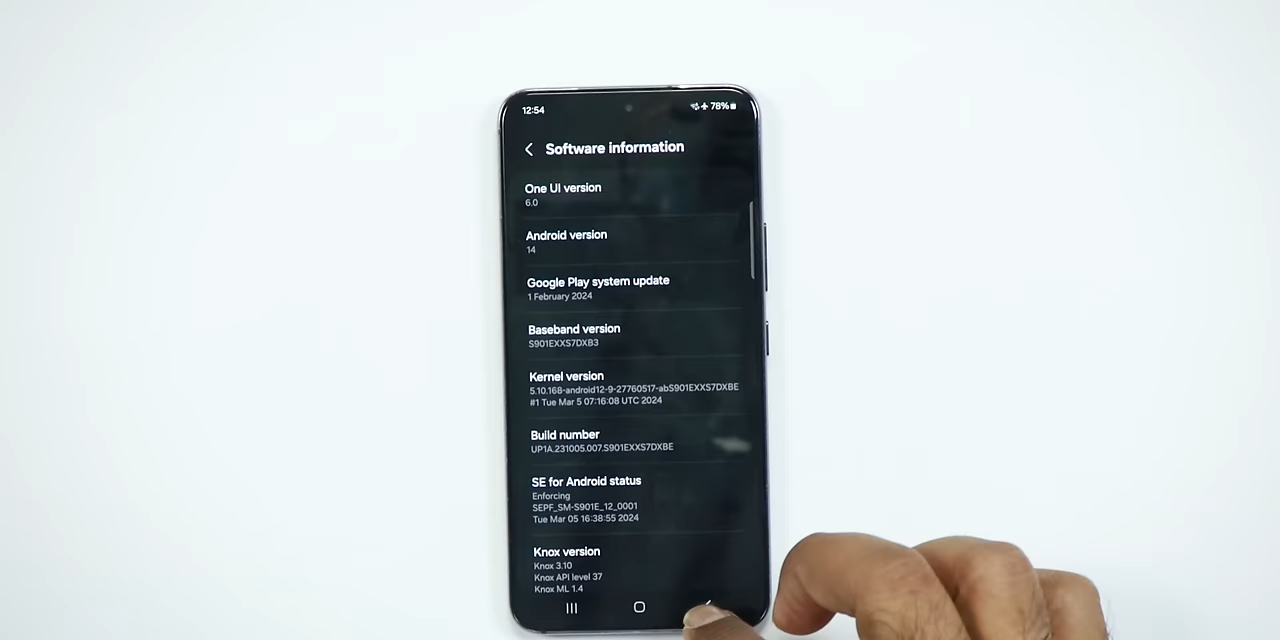 12:54
78%
Software information
One UI version
6.0
Android version
14
Google Play system update
1 February 2024
Baseband version
S901EXXS7DXB3
Kernel version
5.10.168-android12-9-27760517-abS901EXXS7DXBE
#1 Tue Mar 5 07:16:08 UTC 2024
Build number
UP1A.231005.007.S901EXXS7DXBE
SE for Android status
Enforcing
SEPF_SM-S901E_12_0001
Tue Mar 05 16:38:55 2024
Knox version
Knox 3.10
Knox API level 37
Knox ML 1.4